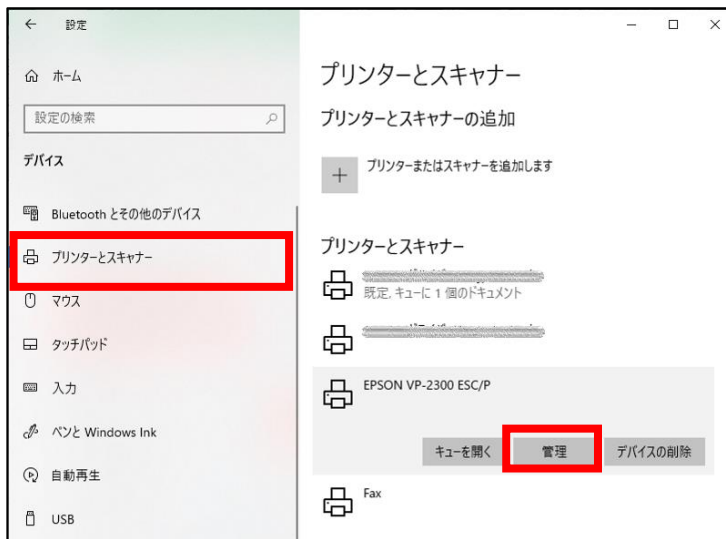 設定
ホーム
設定の検索
デバイス
Bluetooth とその他のデバイス
プリンターとスキャナー
マウス
タッチパッド
入力
ペンと Windows Ink
自動再生
USB
プリンターとスキャナー
プリンターとスキャナーの追加
プリンターまたはスキャナーを追加します
プリンターとスキャナー
既定, キューに 1 個のドキュメント
EPSON VP-2300 ESC/P
キューを開く 管理 デバイスの削除
Fax